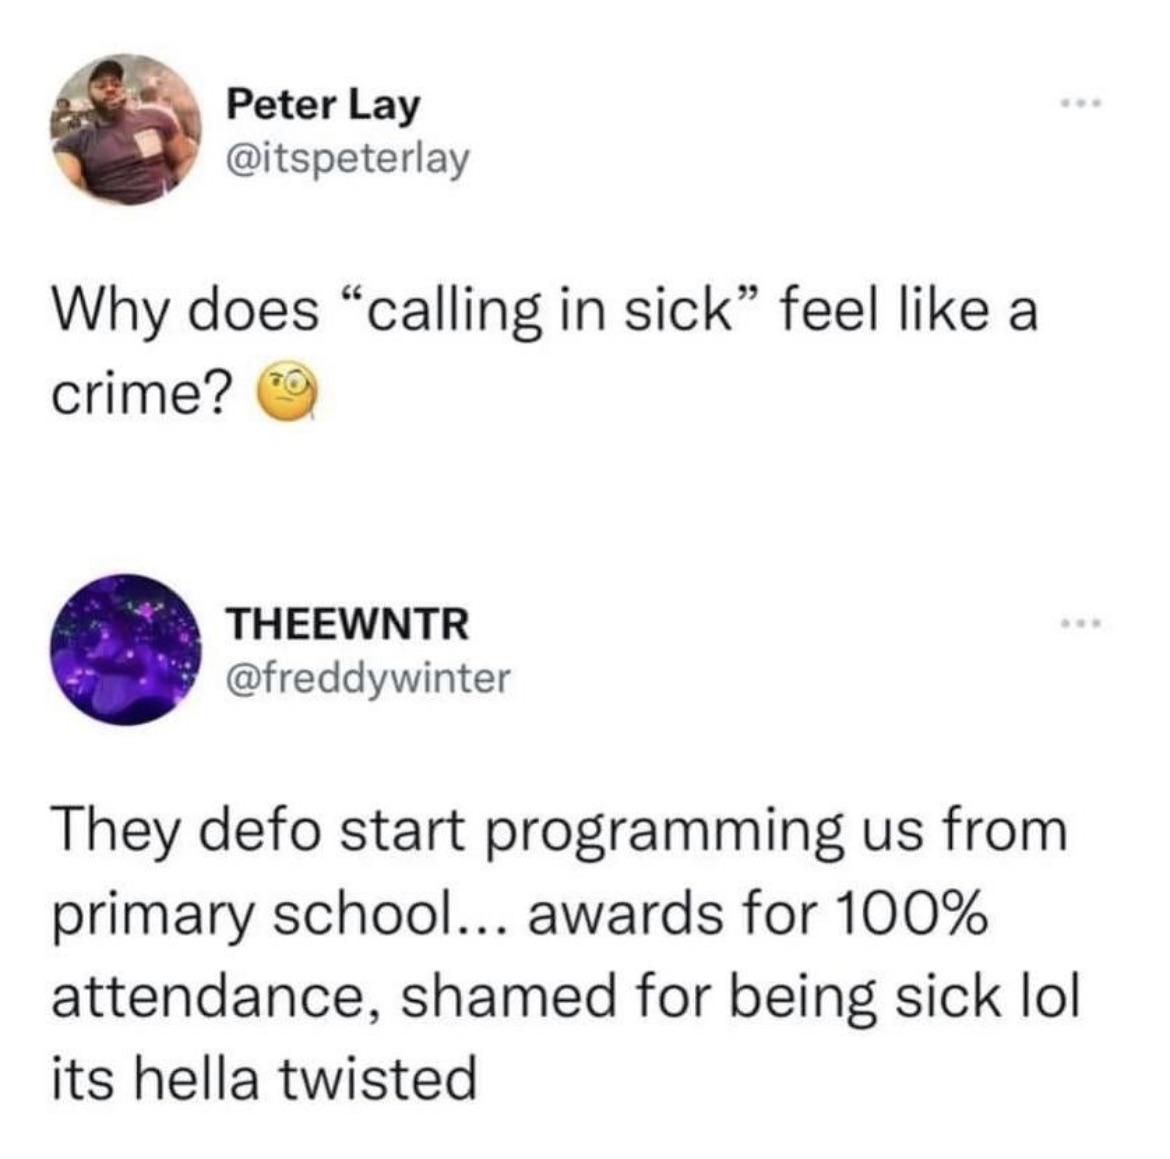 Peter Lay
@itspeterlay
Why does “calling in sick” feel like a
crime? 🧐
THEEWNTR
@freddywinter
They defo start programming us from
primary school... awards for 100%
attendance, shamed for being sick lol
its hella twisted